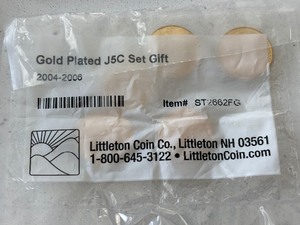 Gold Plated J5C Set Gift
2004-2006
Item# ST2662FG
Littleton Coin Co., Littleton NH 03561
1-800-645-3122 • LittletonCoin.com